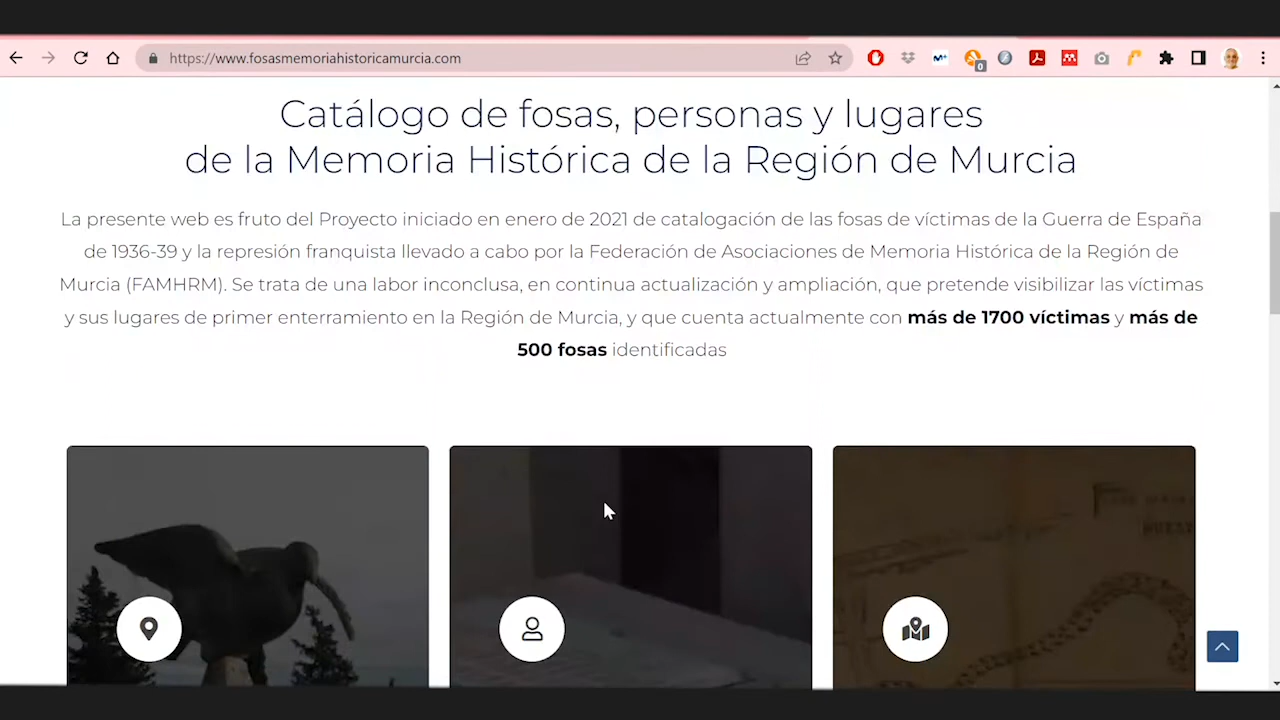 https://www.fosasmemoriahistoricamurcia.com
0
Catálogo de fosas, personas y lugares
de la Memoria Histórica de la Región de Murcia
La presente web es fruto del Proyecto iniciado en enero de 2021 de catalogación de las fosas de víctimas de la Guerra de España
de 1936-39 y la represión franquista llevado a cabo por la Federación de Asociaciones de Memoria Histórica de la Región de
Murcia (FAMHRM). Se trata de una labor inconclusa, en continua actualización y ampliación, que pretende visibilizar las víctimas
y sus lugares de primer enterramiento en la Región de Murcia, y que cuenta actualmente con más de 1700 víctimas y más de
500 fosas identificadas